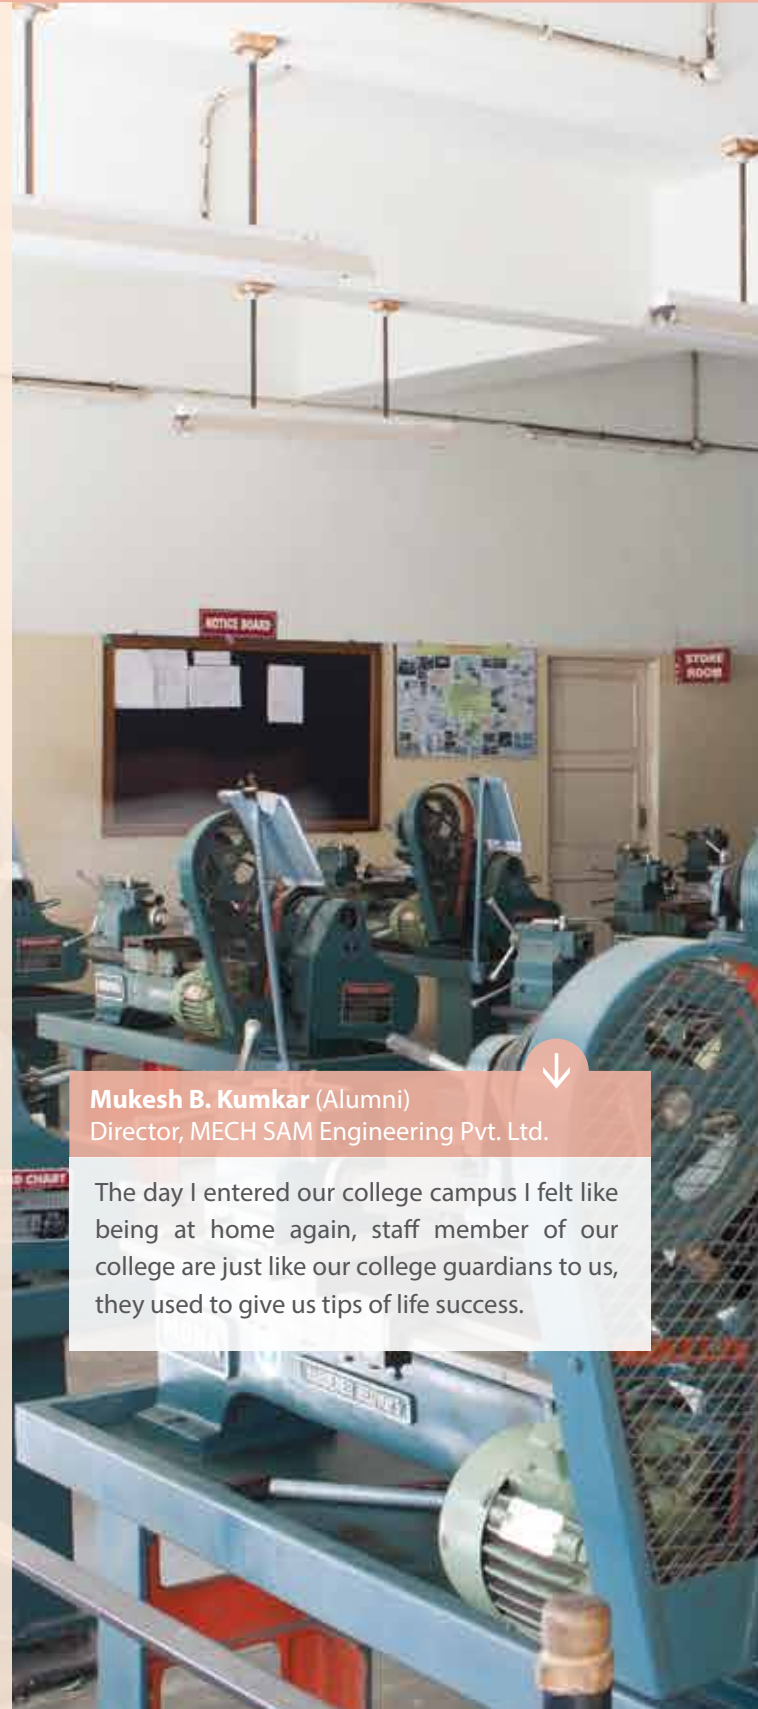 NOTICE BOARD
STORE
ROOM
Mukesh B. Kumkar (Alumni)
Director, MECH SAM Engineering Pvt. Ltd.
CHART
The day I entered our college campus I felt like
being at home again, staff member of our
college are just like our college guardians to us,
they used to give us tips of life success.